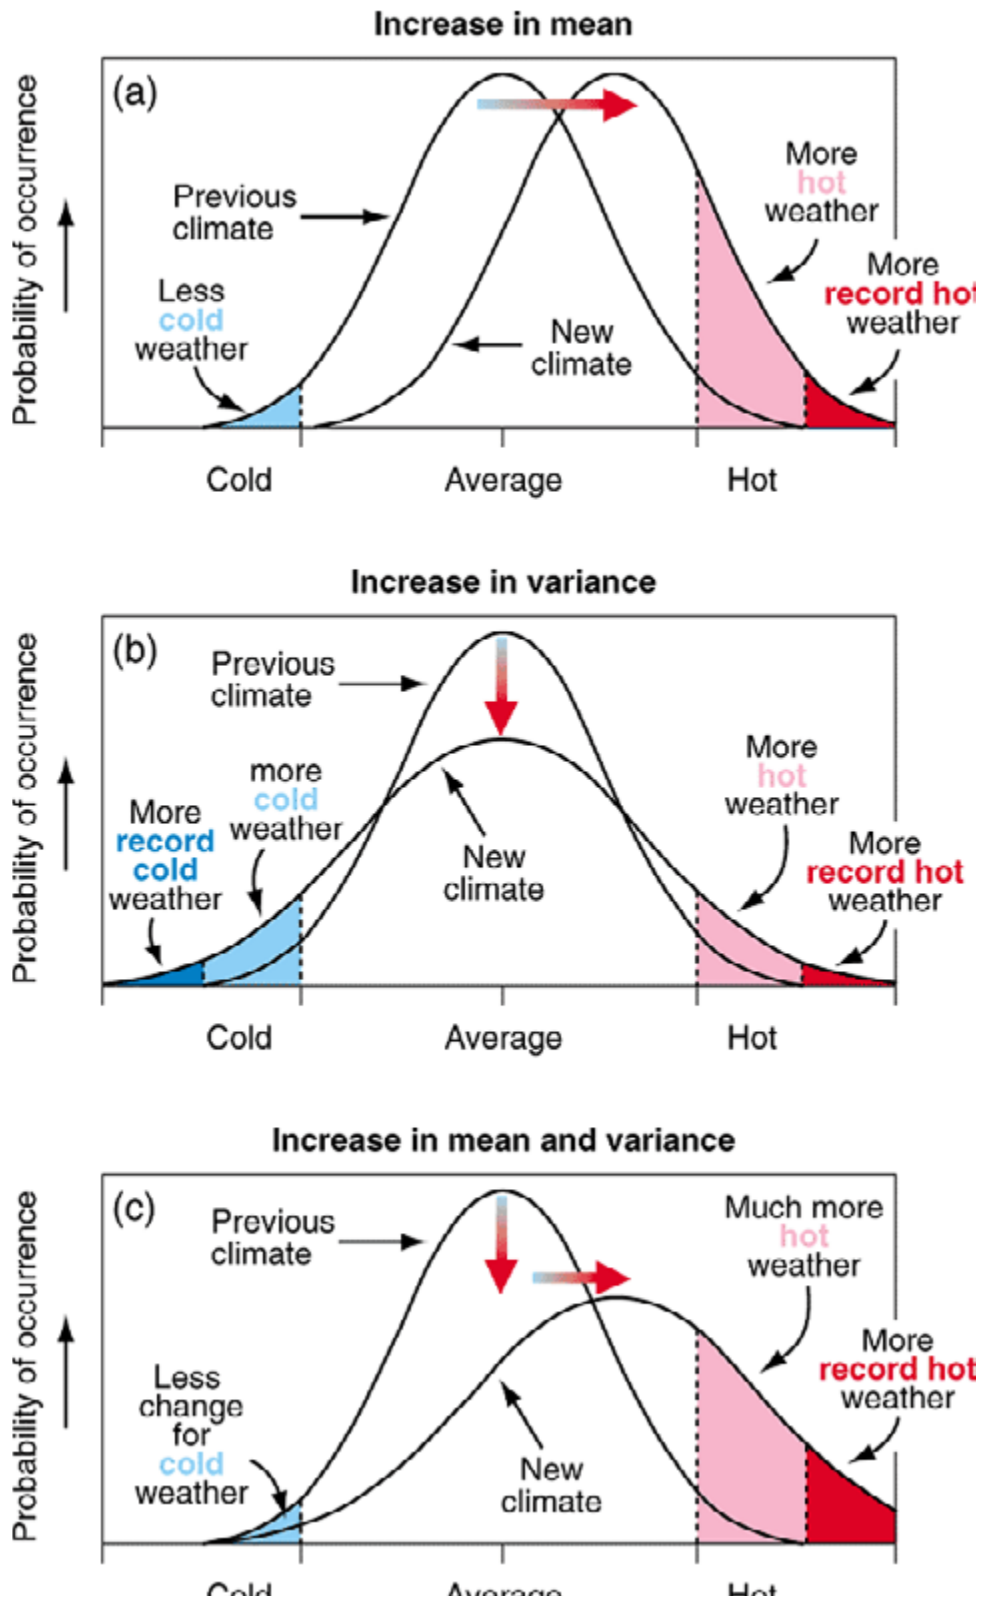 Increase in mean
(a)
Probability of occurrence
Previous
climate
Less
cold
weather
New
climate
More
hot
weather
More
record hot
weather
Cold Average Hot
Increase in variance
(b)
Probability of occurrence
Previous
climate
more
cold
weather
More
record
cold
weather
New
climate
More
hot
weather
More
record hot
weather
Cold Average Hot
Increase in mean and variance
(c)
Probability of occurrence
Previous
climate
Less
change
for
cold
weather
New
climate
Much more
hot
weather
More
record hot
weather
Cold Average Hot